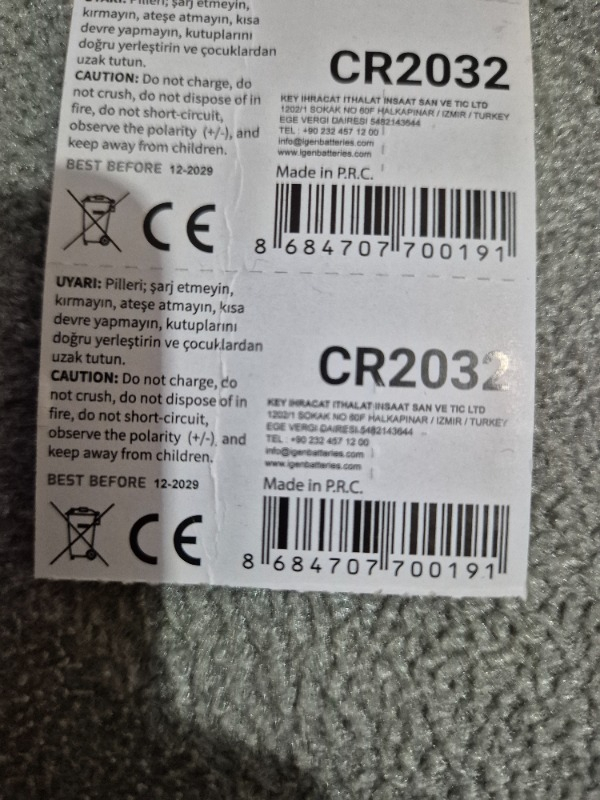 UYARI: Pilleri; şarj etmeyin,
kırmayın, ateşe atmayın, kısa
devre yapmayın, kutuplarını
doğru yerleştirin ve çocuklardan
uzak tutun.
CAUTION: Do not charge, do
not crush, do not dispose of in
fire, do not short-circuit,
observe the polarity (+/-), and
keep away from children.
BEST BEFORE 12-2029
CE
CR2032
KEY IHRACAT ITHALAT INSAAT SAN VE TIC LTD
1202/1 SOKAK NO 60F HALKAPINAR / IZMIR / TURKEY
EGE VERGI DAIRESI 5482143644
TEL : +90 232 457 12 00
info@igenbatteries.com
www.igenbatteries.com
Made in P.R.C.
8 684707 700191
UYARI: Pilleri; şarj etmeyin,
kırmayın, ateşe atmayın, kısa
devre yapmayın, kutuplarını
doğru yerleştirin ve çocuklardan
uzak tutun.
CAUTION: Do not charge, do
not crush, do not dispose of in
fire, do not short-circuit,
observe the polarity (+/-), and
keep away from children.
BEST BEFORE 12-2029
CE
CR2032
KEY IHRACAT ITHALAT INSAAT SAN VE TIC LTD
1202/1 SOKAK NO 60F HALKAPINAR / IZMIR / TURKEY
EGE VERGI DAIRESI 5482143644
TEL : +90 232 457 12 00
info@igenbatteries.com
www.igenbatteries.com
Made in P.R.C.
8 684707 700191